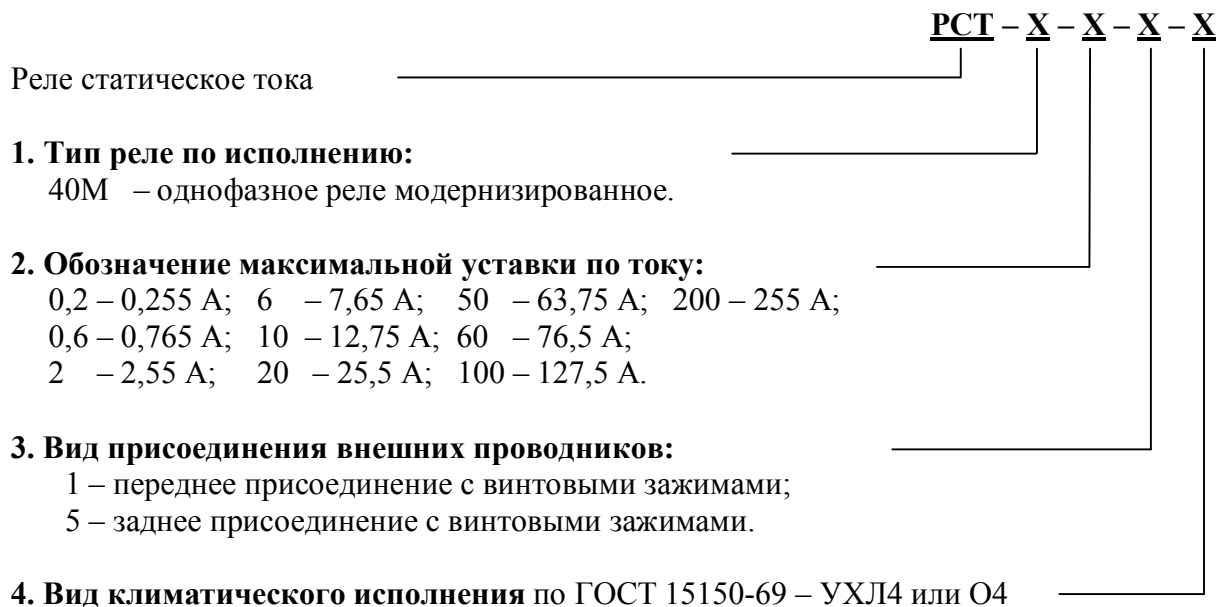 РСТ – Х – Х – Х – Х
Реле статическое тока
1. Тип реле по исполнению:
40М – однофазное реле модернизированное.
2. Обозначение максимальной уставки по току:
0,2 – 0,255 А; 6 – 7,65 А; 50 – 63,75 А; 200 – 255 А;
0,6 – 0,765 А; 10 – 12,75 А; 60 – 76,5 А;
2 – 2,55 А; 20 – 25,5 А; 100 – 127,5 А.
3. Вид присоединения внешних проводников:
1 – переднее присоединение с винтовыми зажимами;
5 – заднее присоединение с винтовыми зажимами.
4. Вид климатического исполнения по ГОСТ 15150-69 – УХЛ4 или О4